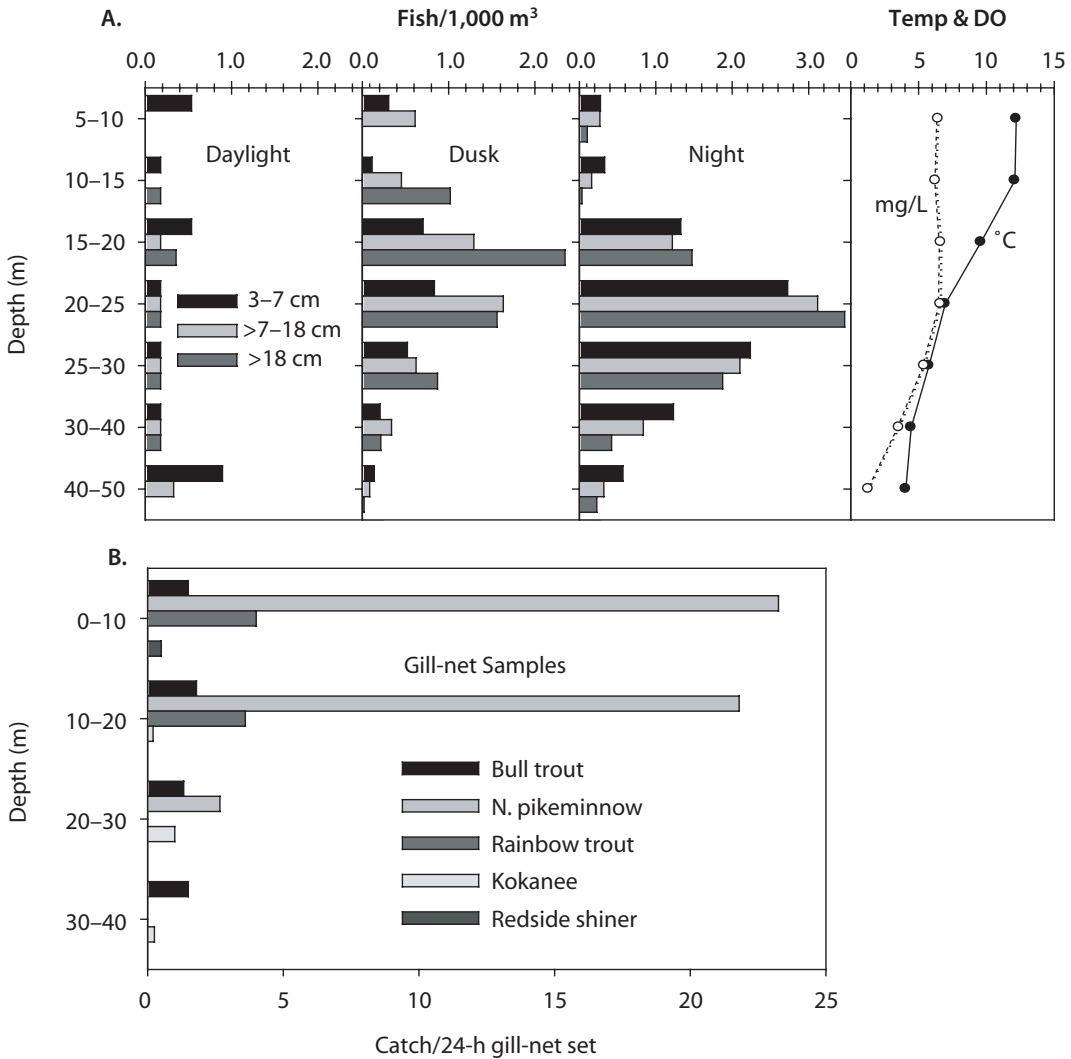 A.
Fish/1,000 m³
Temp & DO
0.0 1.0 2.0 0.0 1.0 2.0 0.0 1.0 2.0 3.0 0 5 10 15
Depth (m)
5–10
10–15
15–20
20–25
25–30
30–40
40–50
Daylight
Dusk
Night
mg/L
°C
3–7 cm
>7–18 cm
>18 cm
B.
Depth (m)
0–10
10–20
20–30
30–40
Gill-net Samples
Bull trout
N. pikeminnow
Rainbow trout
Kokanee
Redside shiner
0 5 10 15 20 25
Catch/24-h gill-net set